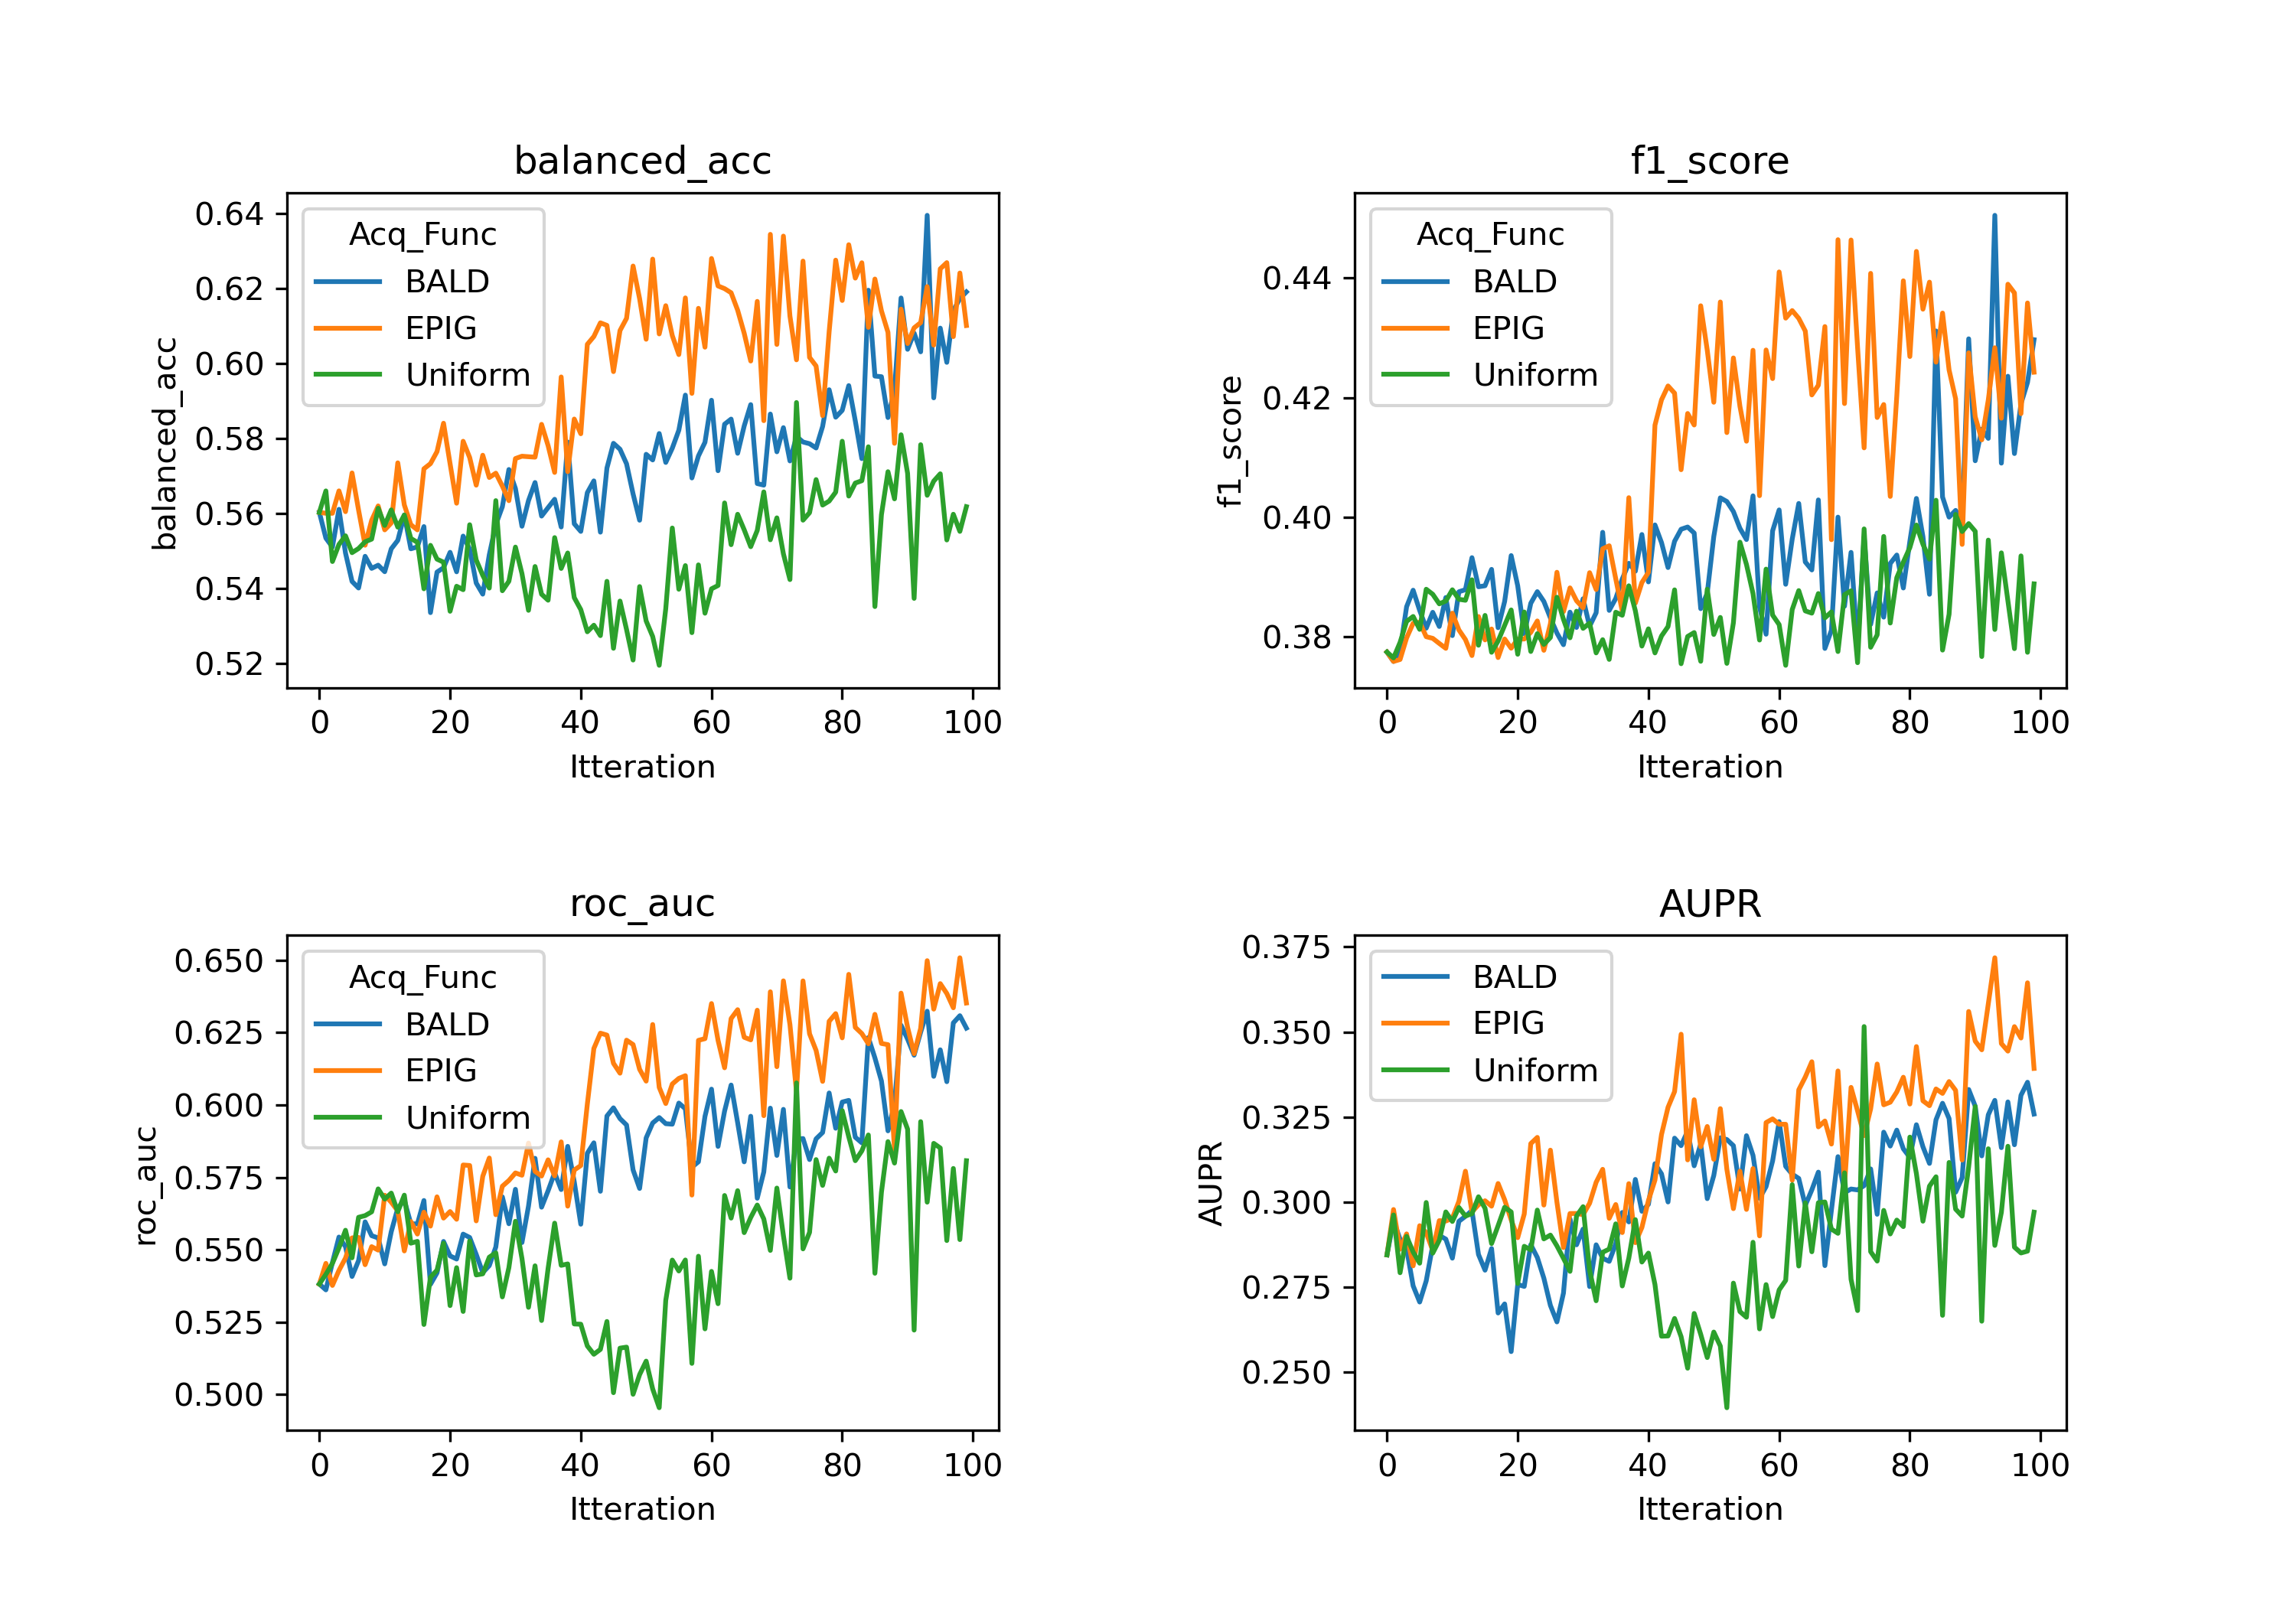 balanced_acc
balanced_acc
0.64
0.62
0.60
0.58
0.56
0.54
0.52
Acq_Func
BALD
EPIG
Uniform
0 20 40 60 80 100
Itteration
f1_score
f1_score
0.44
0.42
0.40
0.38
Acq_Func
BALD
EPIG
Uniform
0 20 40 60 80 100
Itteration
roc_auc
roc_auc
0.650
0.625
0.600
0.575
0.550
0.525
0.500
Acq_Func
BALD
EPIG
Uniform
0 20 40 60 80 100
Itteration
AUPR
AUPR
0.375
0.350
0.325
0.300
0.275
0.250
BALD
EPIG
Uniform
0 20 40 60 80 100
Itteration